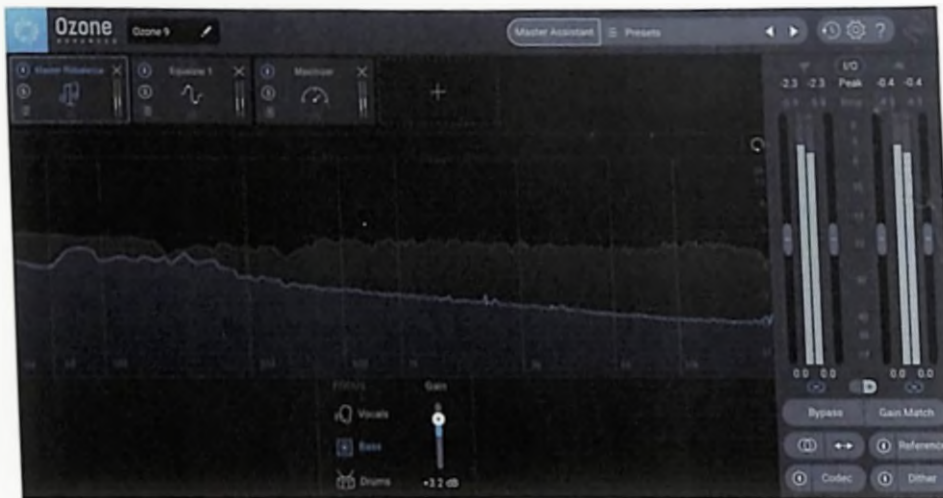 Ozone
ADVANCED
Ozone 9
Master Assistant
Presets
?
Master Rebalance
Equalizer 1
Maximizer
I/O
-2.3 -2.3 Peak -0.4 -0.4
Focus
Gain
Vocals
Bass
Drums
+3.2 dB
0.0 0.0 0.0 0.0
Bypass
Gain Match
Reference
Codec
Dither